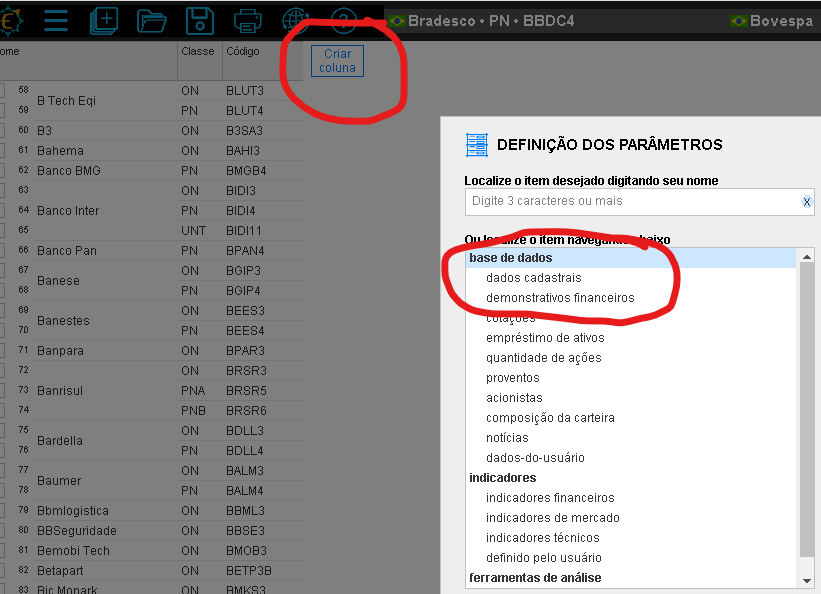 Bradesco • PN • BBDC4
Bovespa
ome
Classe
Código
Criar
coluna
58 ON BLUT3
B Tech Eqi
59 PN BLUT4
60 B3 ON B3SA3
61 Bahema ON BAHI3
62 Banco BMG PN BMGB4
63 ON BIDI3
64 Banco Inter PN BIDI4
65 UNT BIDI11
66 Banco Pan PN BPAN4
67 ON BGIP3
Banese
68 PN BGIP4
69 ON BEES3
Banestes
70 PN BEES4
71 Banpara ON BPAR3
72 ON BRSR3
73 Banrisul PNA BRSR5
74 PNB BRSR6
75 ON BDLL3
Bardella
76 PN BDLL4
77 ON BALM3
Baumer
78 PN BALM4
79 Bbmlogistica ON BBML3
80 BBSeguridade ON BBSE3
81 Bemobi Tech ON BMOB3
82 Betapart ON BETP3B
83 Bic Monark ON BMKS3
DEFINIÇÃO DOS PARÂMETROS
Localize o item desejado digitando seu nome
Digite 3 caracteres ou mais
X
Ou localize o item navegando abaixo
base de dados
dados cadastrais
demonstrativos financeiros
cotações
empréstimo de ativos
quantidade de ações
proventos
acionistas
composição da carteira
notícias
dados-do-usuário
indicadores
indicadores financeiros
indicadores de mercado
indicadores técnicos
definido pelo usuário
ferramentas de análise